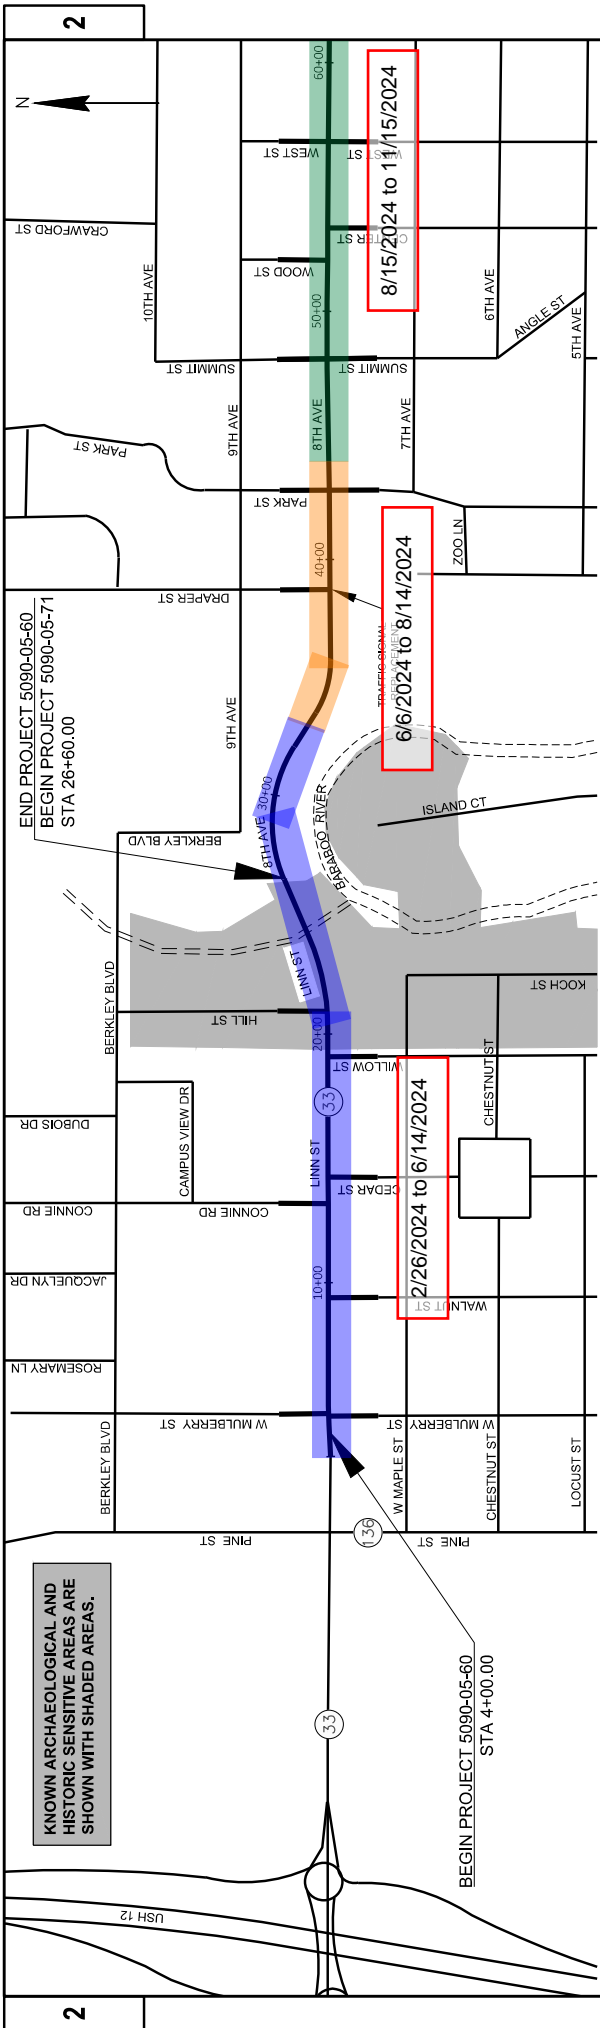 2
KNOWN ARCHAEOLOGICAL AND
HISTORIC SENSITIVE AREAS ARE
SHOWN WITH SHADED AREAS.
USH 12
33
BEGIN PROJECT 5090-05-60
STA 4+00.00
136
PINE ST
PINE ST
BERKLEY BLVD
W MULBERRY ST
W MULBERRY ST
W MAPLE ST
CHESTNUT ST
LOCUST ST
ROSEMARY LN
JACQUELYN DR
CONNIE RD
CONNIE RD
DUBOIS DR
CAMPUS VIEW DR
10+00
WALNUT ST
LINN ST
CEDAR ST
33
2/26/2024 to 6/14/2024
WILLOW ST
CHESTNUT ST
20+00
HILL ST
BERKLEY BLVD
KOCH ST
LINN ST
BERKLEY BLVD
8TH AVE
30+00
BARABOO RIVER
ISLAND CT
END PROJECT 5090-05-60
BEGIN PROJECT 5090-05-71
STA 26+60.00
9TH AVE
DRAPER ST
TRAFFIC SIGNAL
REPLACEMENT
6/6/2024 to 8/14/2024
40+00
ZOO LN
PARK ST
PARK ST
9TH AVE
8TH AVE
7TH AVE
SUMMIT ST
SUMMIT ST
10TH AVE
50+00
6TH AVE
ANGLE ST
5TH AVE
WOOD ST
CRAWFORD ST
8/15/2024 to 11/15/2024
WEST ST
WEST ST
60+00
N
2